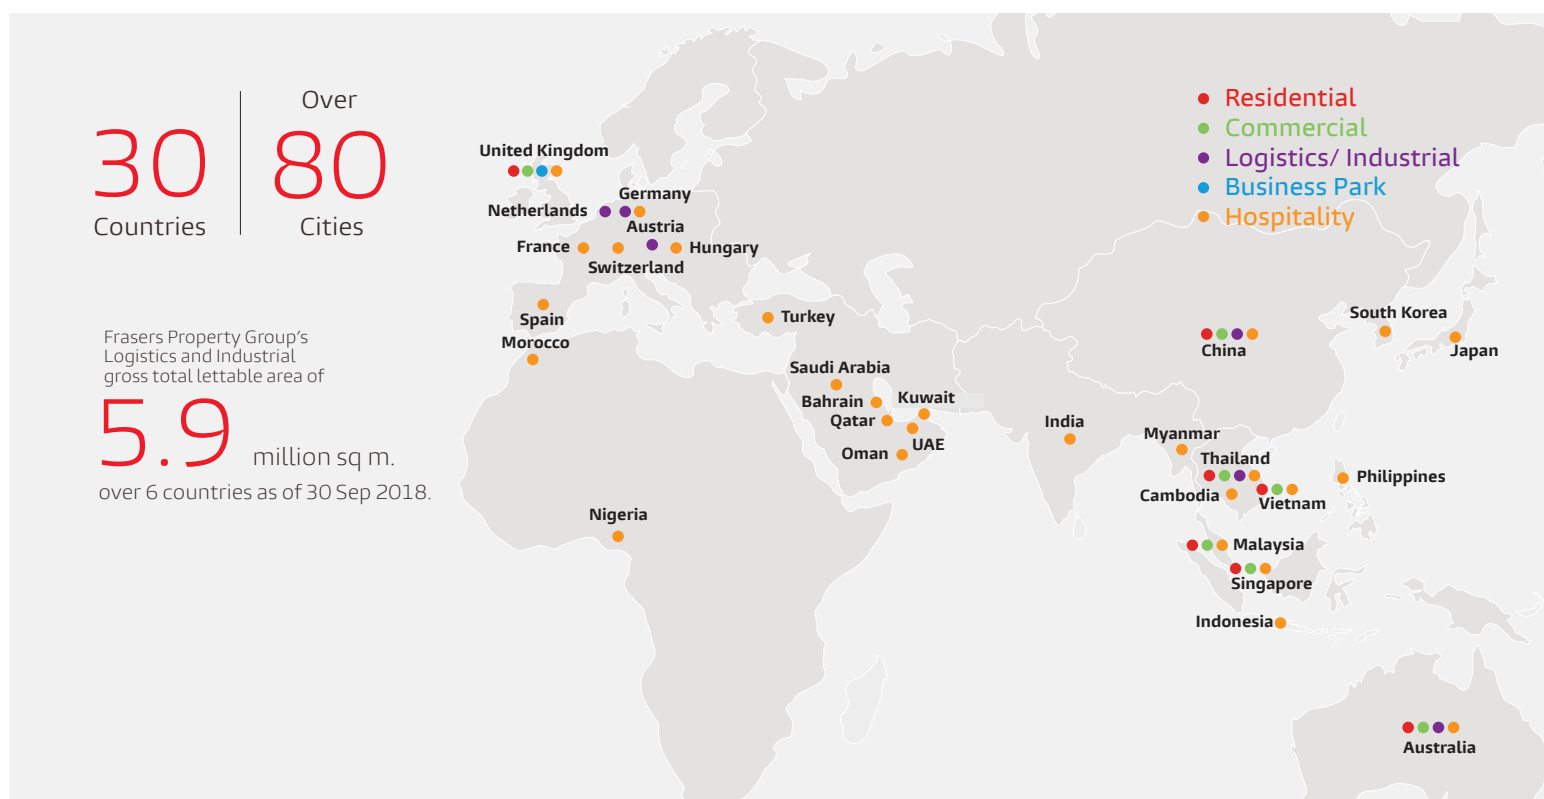 30
Countries
Over
80
Cities
Frasers Property Group's
Logistics and Industrial
gross total lettable area of
5.9 million sq m.
over 6 countries as of 30 Sep 2018.
Residential
Commercial
Logistics/ Industrial
Business Park
Hospitality
United Kingdom
Germany
Netherlands
Austria
France
Hungary
Switzerland
Spain
Turkey
Morocco
Saudi Arabia
Bahrain
Kuwait
Qatar
UAE
Oman
Nigeria
India
South Korea
China
Japan
Myanmar
Thailand
Philippines
Cambodia
Vietnam
Malaysia
Singapore
Indonesia
Australia